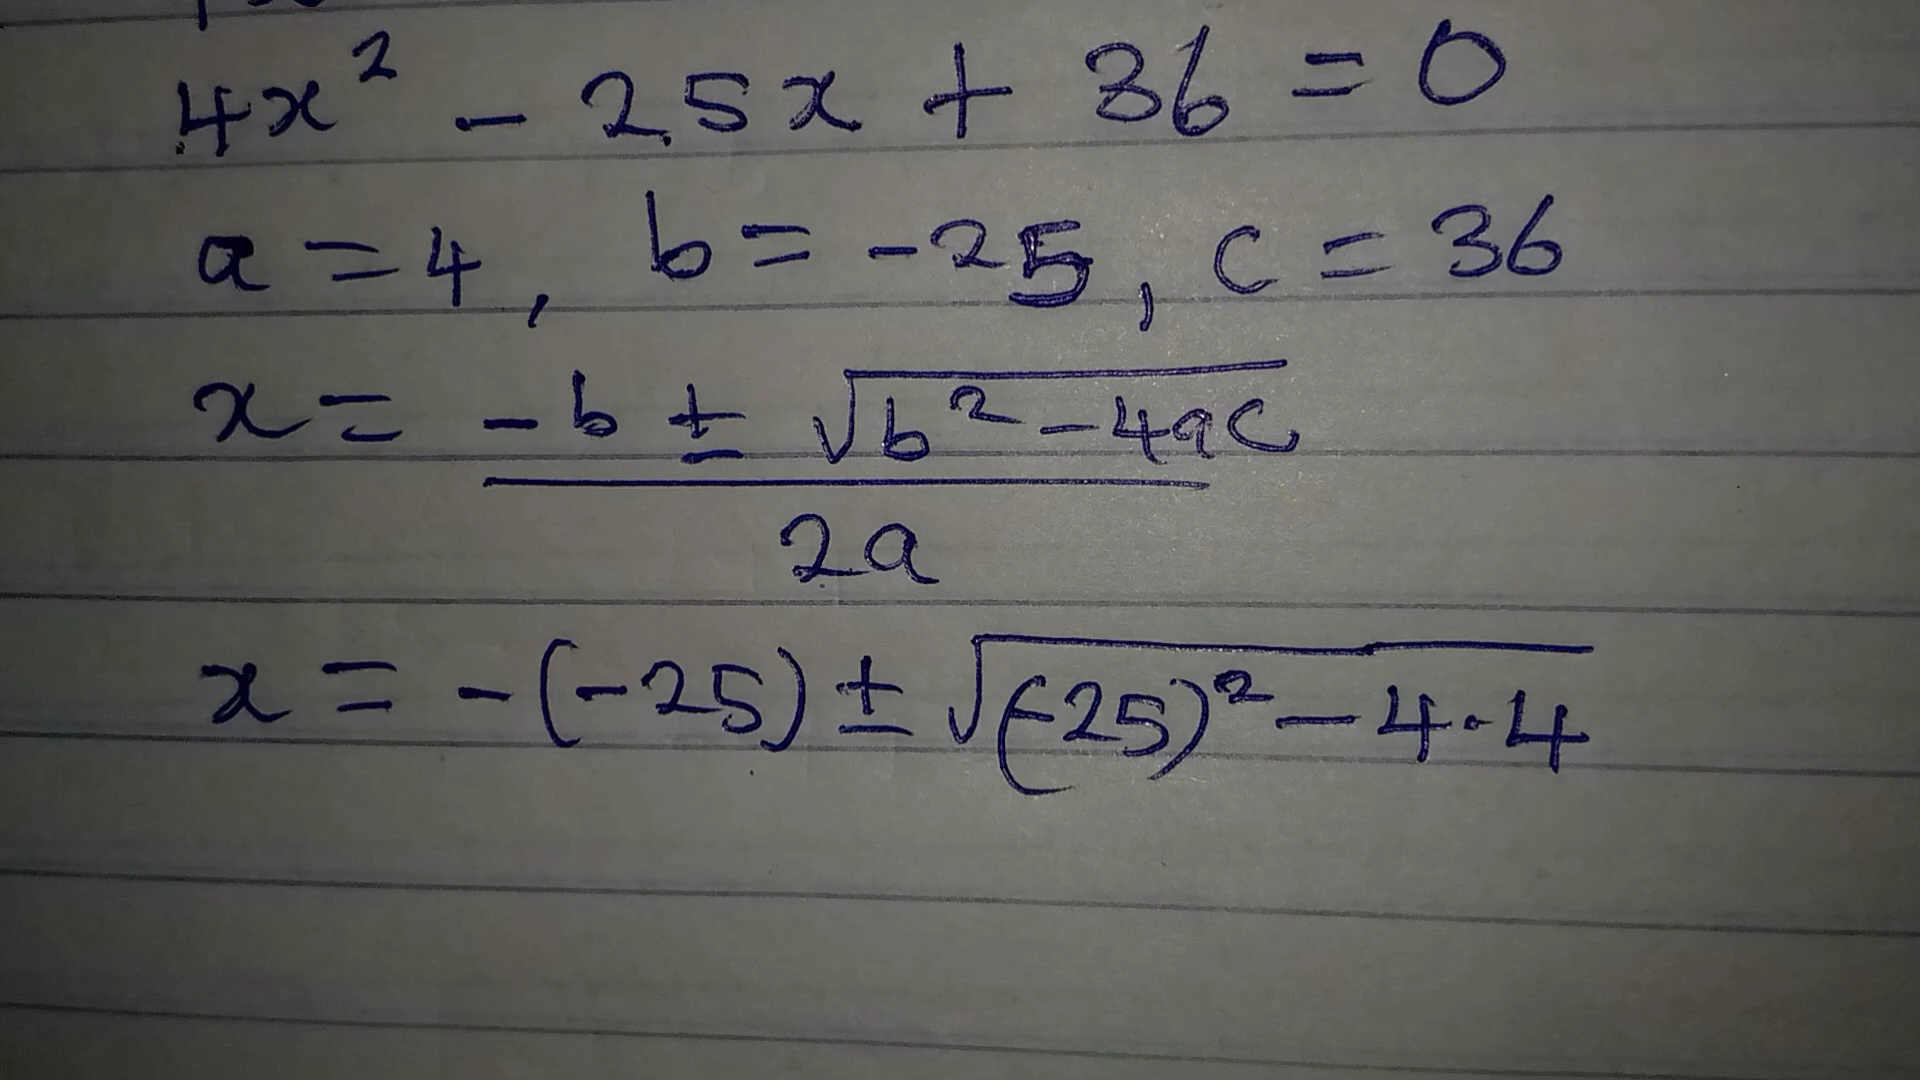 4x² - 25x + 36 = 0
a = 4, b = -25, c = 36
x = -b ± √b² - 4ac
2a
x = -(-25) ± √(-25)² - 4·4